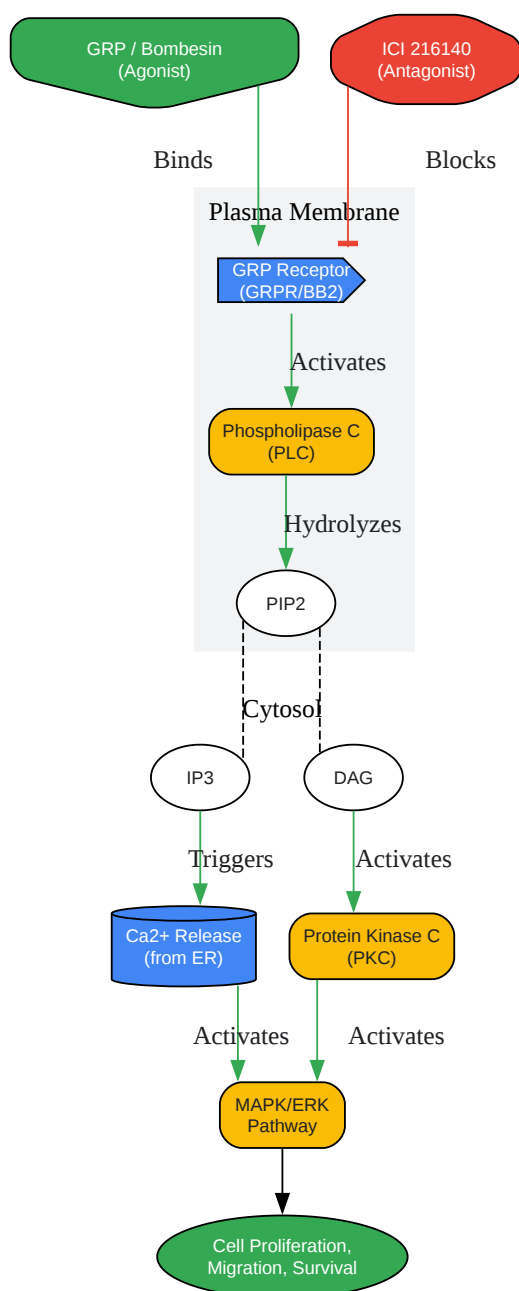 GRP / Bombesin
(Agonist)
ICI 216140
(Antagonist)
Binds
Blocks
Plasma Membrane
GRP Receptor
(GRPR/BB2)
Activates
Phospholipase C
(PLC)
Hydrolyzes
PIP2
Cytosol
IP3
DAG
Triggers
Activates
Ca2+ Release
(from ER)
Protein Kinase C
(PKC)
Activates
Activates
MAPK/ERK
Pathway
Cell Proliferation,
Migration, Survival